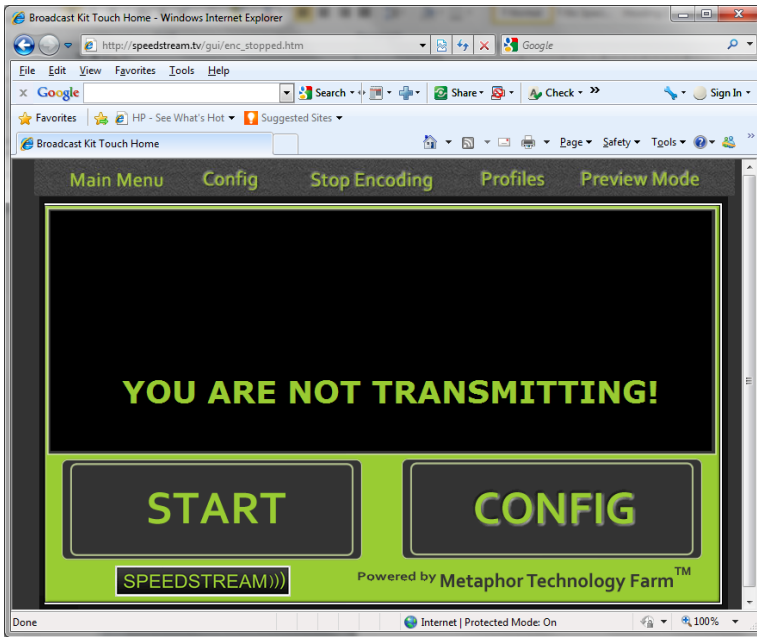 Broadcast Kit Touch Home - Windows Internet Explorer
http://speedstream.tv/gui/enc_stopped.htm Google
File Edit View Favorites Tools Help
x Google Search Share Check >> Sign In
Favorites HP - See What's Hot Suggested Sites
Broadcast Kit Touch Home Page Safety Tools >>
Main Menu Config Stop Encoding Profiles Preview Mode
YOU ARE NOT TRANSMITTING!
START CONFIG
SPEEDSTREAM))) Powered by Metaphor Technology Farm™
Done Internet | Protected Mode: On 100%